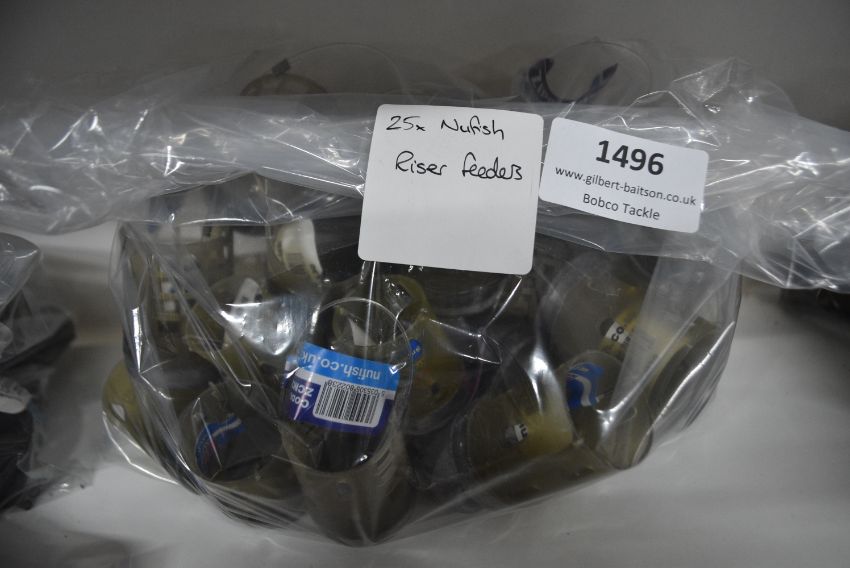 25x Nufish
Riser feeders
1496
www.gilbert-baitson.co.uk
Bobco Tackle
nufish.co.uk